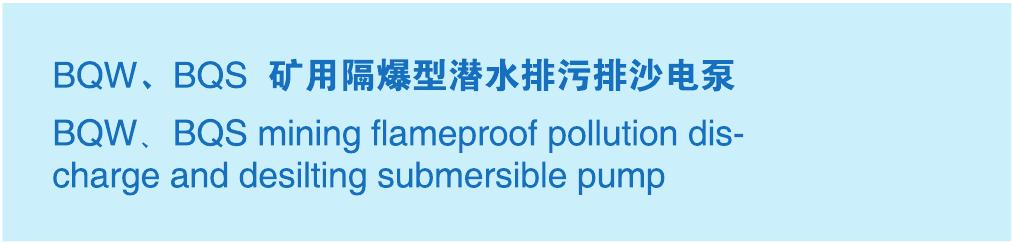 BQW、BQS 矿用隔爆型潜水排污排沙电泵
BQW、BQS mining flameproof pollution dis-
charge and desilting submersible pump